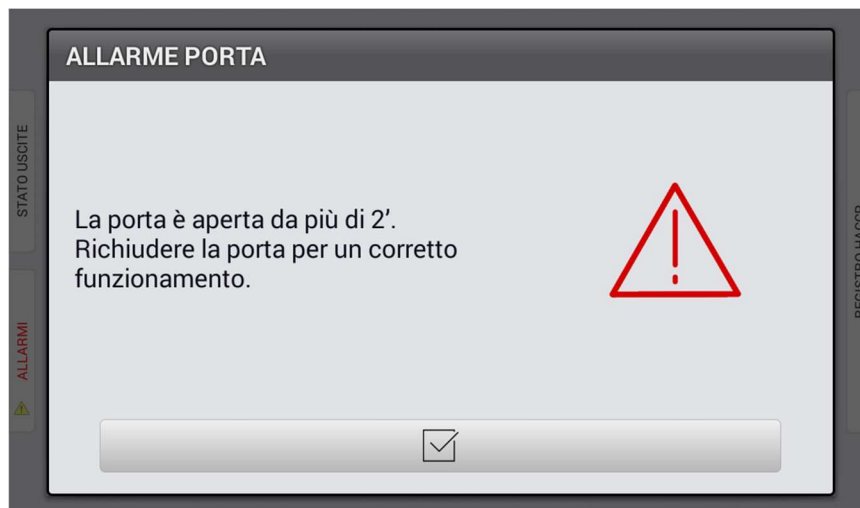 ALLARME PORTA
STATO USCITE
La porta è aperta da più di 2’.
Richiudere la porta per un corretto
funzionamento.
ALLARMI